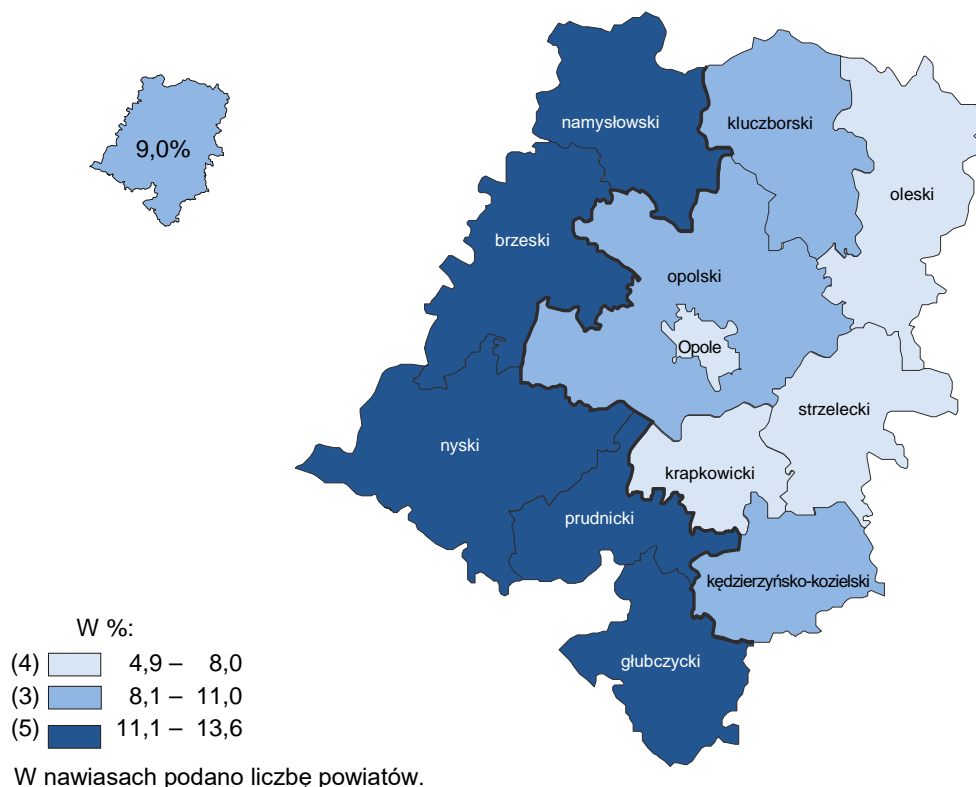 9,0%
namysłowski
kluczborski
oleski
brzeski
opolski
Opole
strzelecki
nyski
krapkowicki
prudnicki
kędzierzyńsko-kozielski
głubczycki
W %:
(4) 4,9 – 8,0
(3) 8,1 – 11,0
(5) 11,1 – 13,6
W nawiasach podano liczbę powiatów.